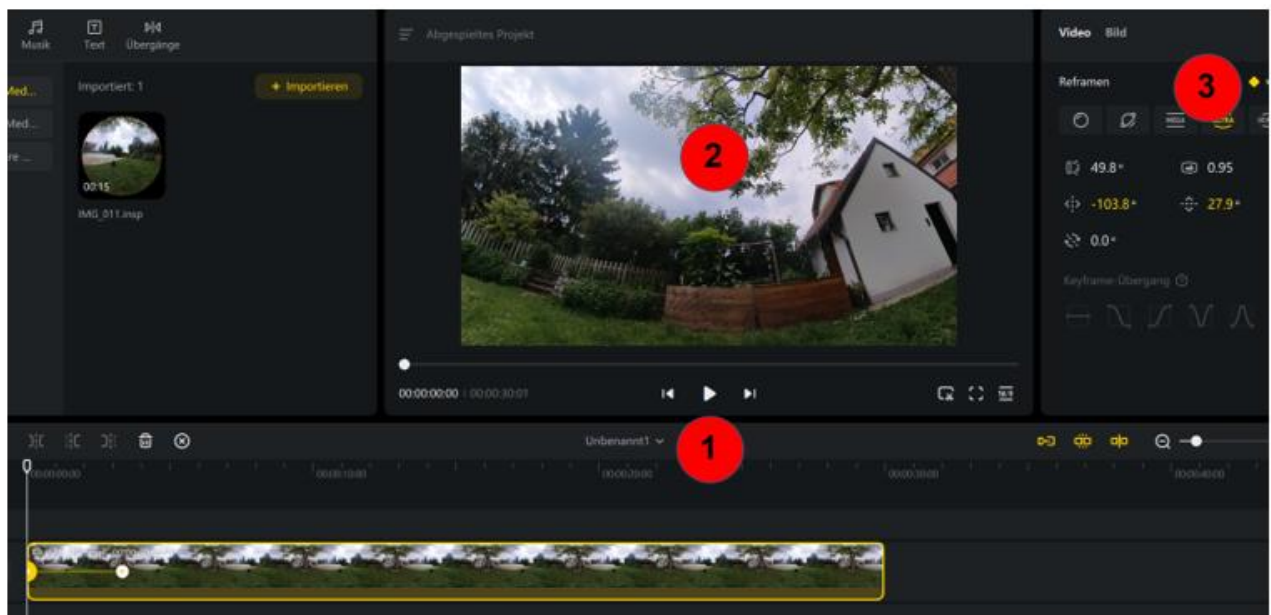 Musik
Text
Übergänge
Med...
Med...
re ...
Importiert: 1
+ Importieren
00:15
IMG_011.insp
Abgespieltes Projekt
2
00:00:00:00
00:00:30:01
16:9
Video
Bild
Reframen
3
MEGA
49.8°
0.95
-103.8°
27.9°
0.0°
Keyframe-Übergang
Unbenannt1
1
00:00:00:00
00:00:10:00
00:00:20:00
00:00:30:00
00:00:40:00